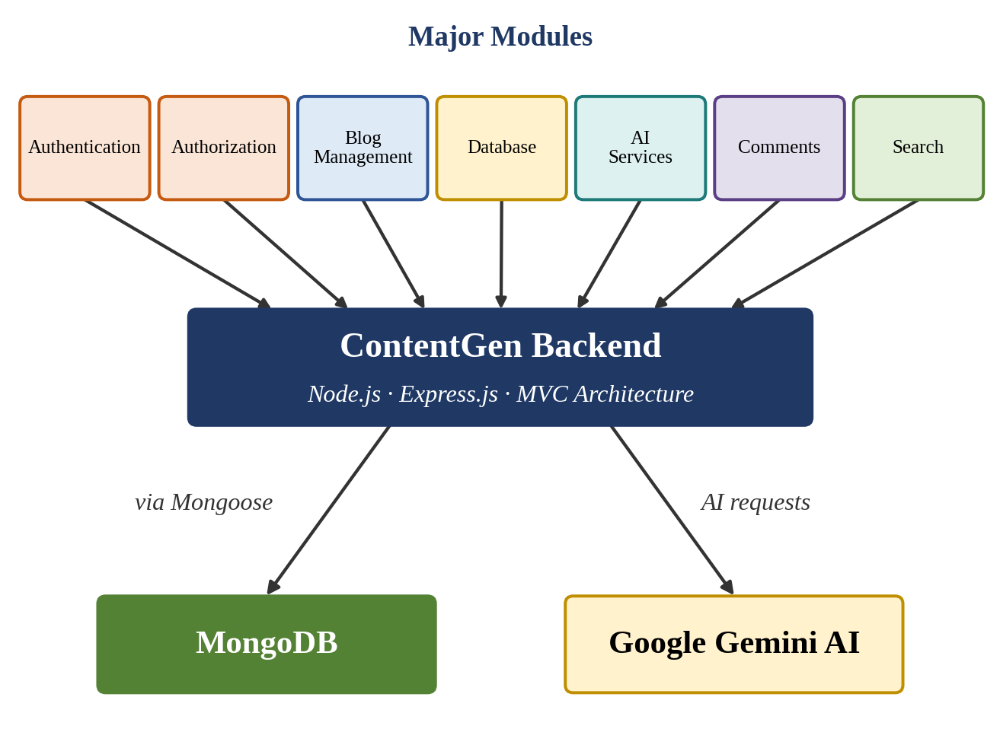 Major Modules
Authentication
Authorization
Blog
Management
Database
AI
Services
Comments
Search
ContentGen Backend
Node.js · Express.js · MVC Architecture
via Mongoose
AI requests
MongoDB
Google Gemini AI